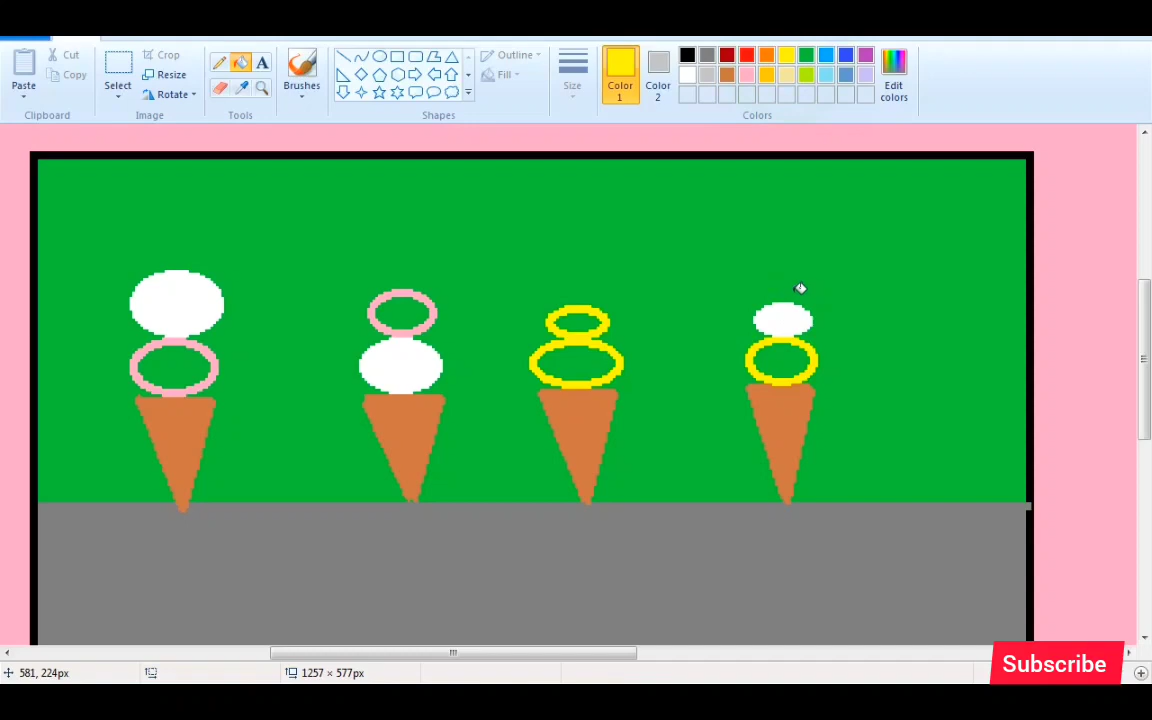 Cut
Copy
Paste
Clipboard
Select
Crop
Resize
Rotate
Image
Tools
Brushes
Outline
Fill
Shapes
Size
Color 1
Color 2
Edit colors
Colors
581, 224px
1257 × 577px
Subscribe